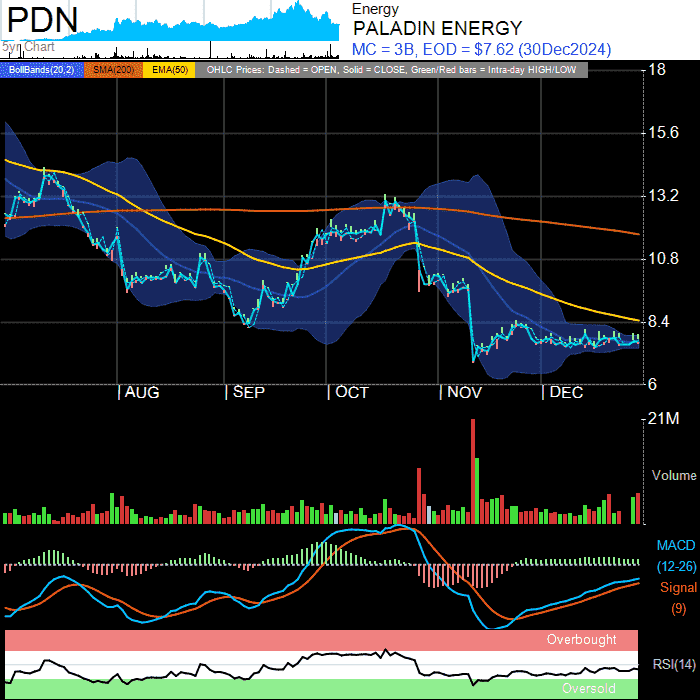 PDN
5yr Chart
Energy
PALADIN ENERGY
MC = 3B, EOD = $7.62 (30Dec2024)
BollBands(20,2) SMA(200) EMA(50) OHLC Prices: Dashed = OPEN, Solid = CLOSE, Green/Red bars = Intra-day HIGH/LOW
18
15.6
13.2
10.8
8.4
6
AUG SEP OCT NOV DEC
21M
Volume
MACD
(12-26)
Signal
(9)
Overbought
RSI(14)
Oversold